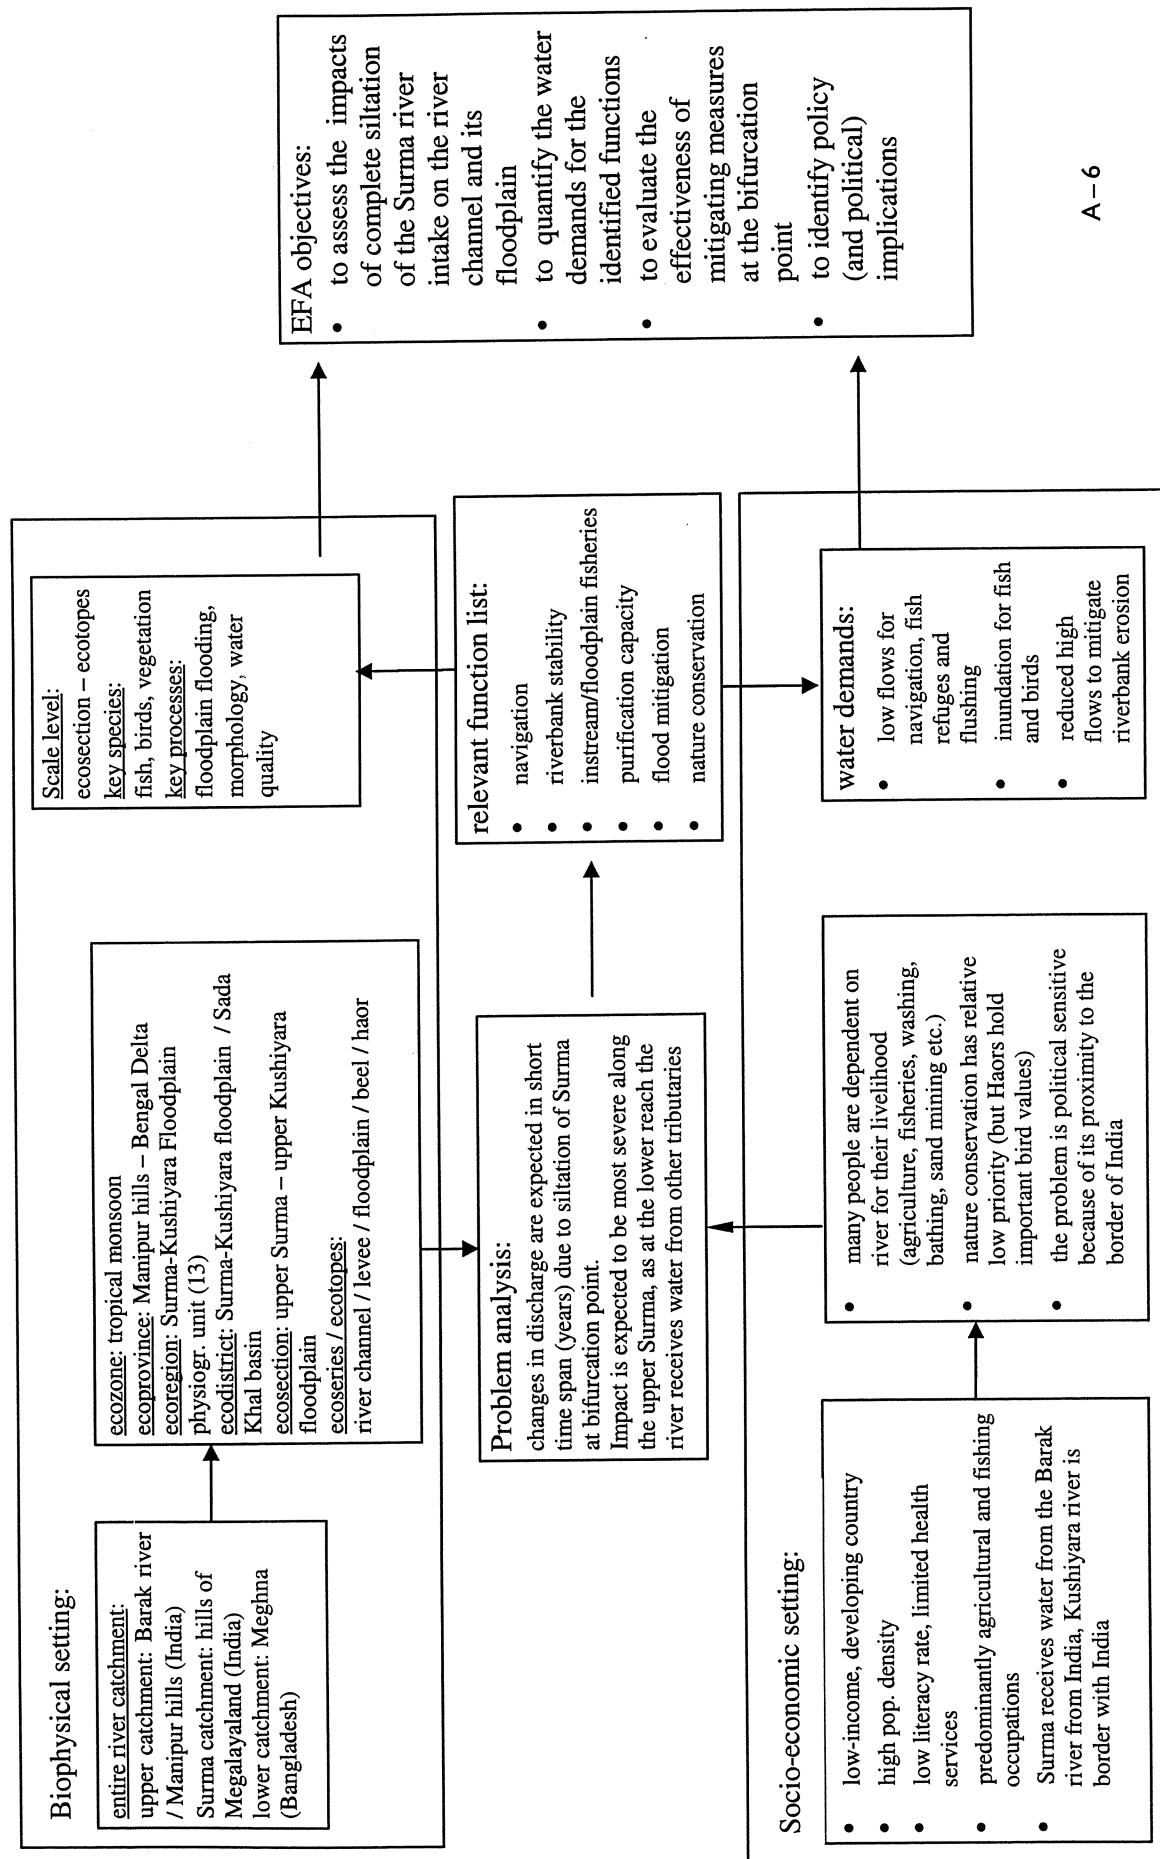 Biophysical setting:
entire river catchment:
upper catchment: Barak river
/ Manipur hills (India)
Surma catchment: hills of
Megalayaland (India)
lower catchment: Meghna
(Bangladesh)
ecozone: tropical monsoon
ecoprovince: Manipur hills – Bengal Delta
ecoregion: Surma-Kushiyara Floodplain
physiogr. unit (13)
ecodistrict: Surma-Kushiyara floodplain / Sada
Khal basin
ecosection: upper Surma – upper Kushiyara
floodplain
ecoseries / ecotopes:
river channel / levee / floodplain / beel / haor
Scale level:
ecosection – ecotopes
key species:
fish, birds, vegetation
key processes:
floodplain flooding,
morphology, water
quality
Problem analysis:
changes in discharge are expected in short
time span (years) due to siltation of Surma
at bifurcation point.
Impact is expected to be most severe along
the upper Surma, as at the lower reach the
river receives water from other tributaries
relevant function list:
• navigation
• riverbank stability
• instream/floodplain fisheries
• purification capacity
• flood mitigation
• nature conservation
Socio-economic setting:
• low-income, developing country
• high pop. density
• low literacy rate, limited health
services
• predominantly agricultural and fishing
occupations
• Surma receives water from the Barak
river from India, Kushiyara river is
border with India
• many people are dependent on
river for their livelihood
(agriculture, fisheries, washing,
bathing, sand mining etc.)
• nature conservation has relative
low priority (but Haors hold
important bird values)
• the problem is political sensitive
because of its proximity to the
border of India
water demands:
• low flows for
navigation, fish
refuges and
flushing
• inundation for fish
and birds
• reduced high
flows to mitigate
riverbank erosion
EFA objectives:
• to assess the impacts
of complete siltation
of the Surma river
intake on the river
channel and its
floodplain
• to quantify the water
demands for the
identified functions
• to evaluate the
effectiveness of
mitigating measures
at the bifurcation
point
• to identify policy
(and political)
implications
A-6